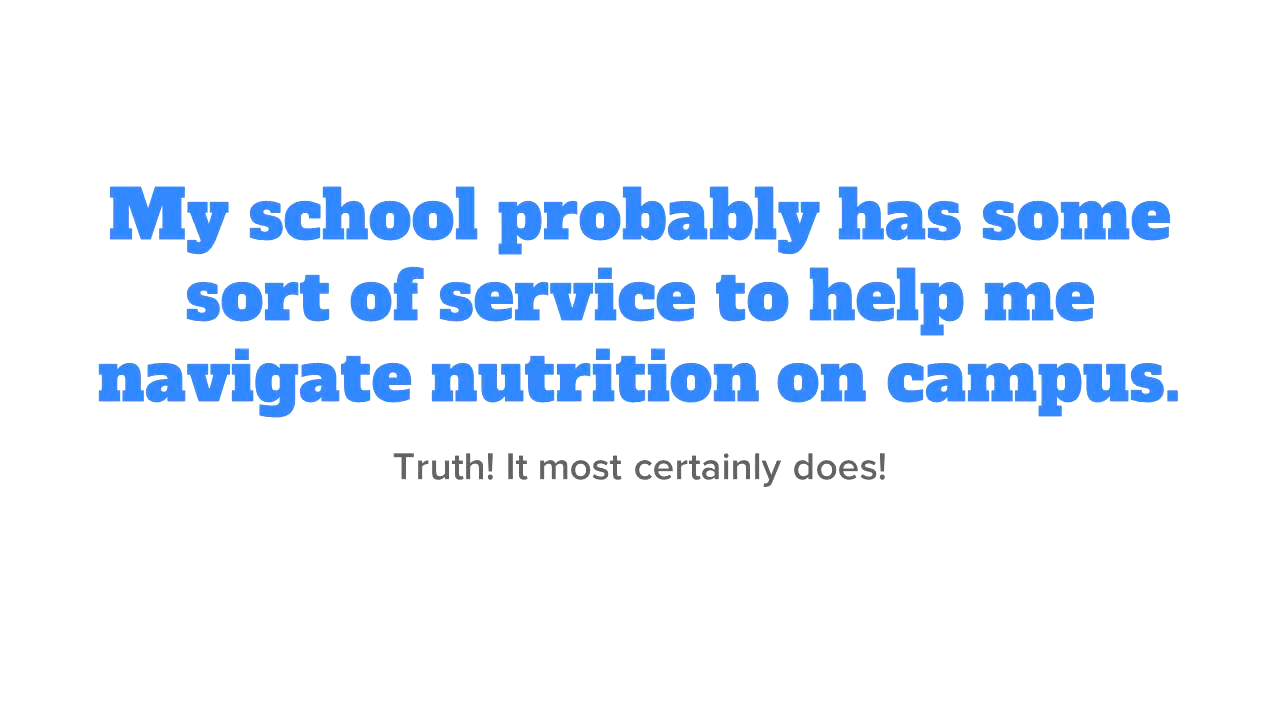 My school probably has some
sort of service to help me
navigate nutrition on campus.
Truth! It most certainly does!